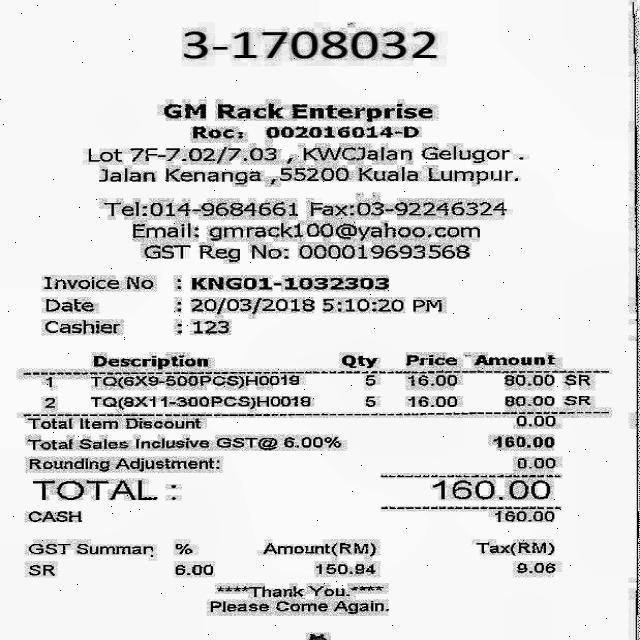 3-1708032
GM Rack Enterprise
Roc: 002016014-D
Lot 7F-7.02/7.03 , KWCJalan Gelugor .
Jalan Kenanga ,55200 Kuala Lumpur.
Tel:014-9684661 Fax:03-92246324
Email: gmrack100@yahoo.com
GST Reg No: 000019693568
Invoice No : KNG01-1032303
Date : 20/03/2018 5:10:20 PM
Cashier : 123
Description Qty Price Amount
1 TQ(6X9-500PCS)H0019 5 16.00 80.00 SR
2 TQ(8X11-300PCS)H0018 5 16.00 80.00 SR
Total Item Discount 0.00
Total Sales Inclusive GST@ 6.00% 160.00
Rounding Adjustment: 0.00
TOTAL : 160.00
CASH 160.00
GST Summary % Amount(RM) Tax(RM)
SR 6.00 150.94 9.06
****Thank You.****
Please Come Again.